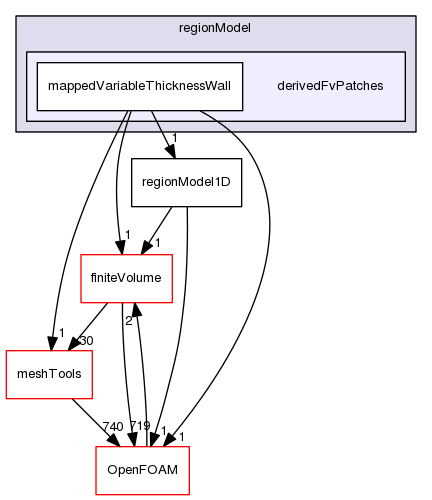 regionModel
mappedVariableThicknessWall
derivedFvPatches
1
regionModel1D
1
1
finiteVolume
2
1
30
meshTools
740
719
1
1
OpenFOAM